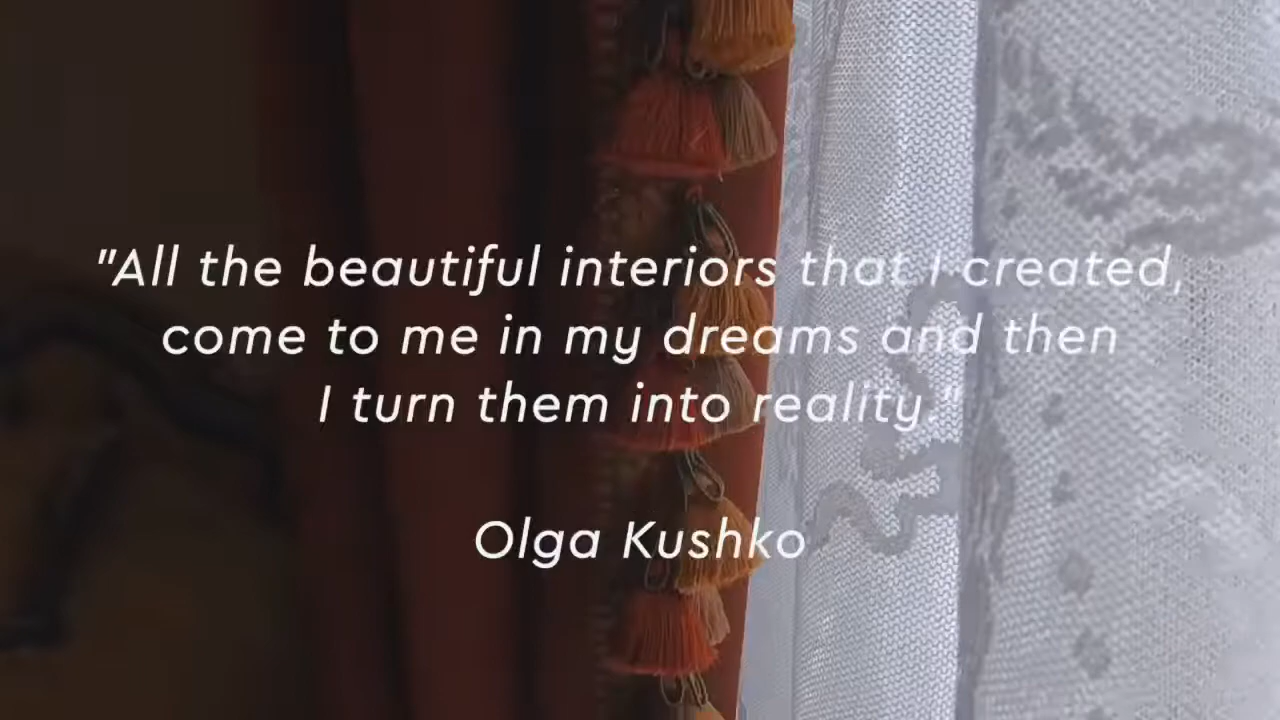 "All the beautiful interiors that I created,
come to me in my dreams and then
I turn them into reality."
Olga Kushko